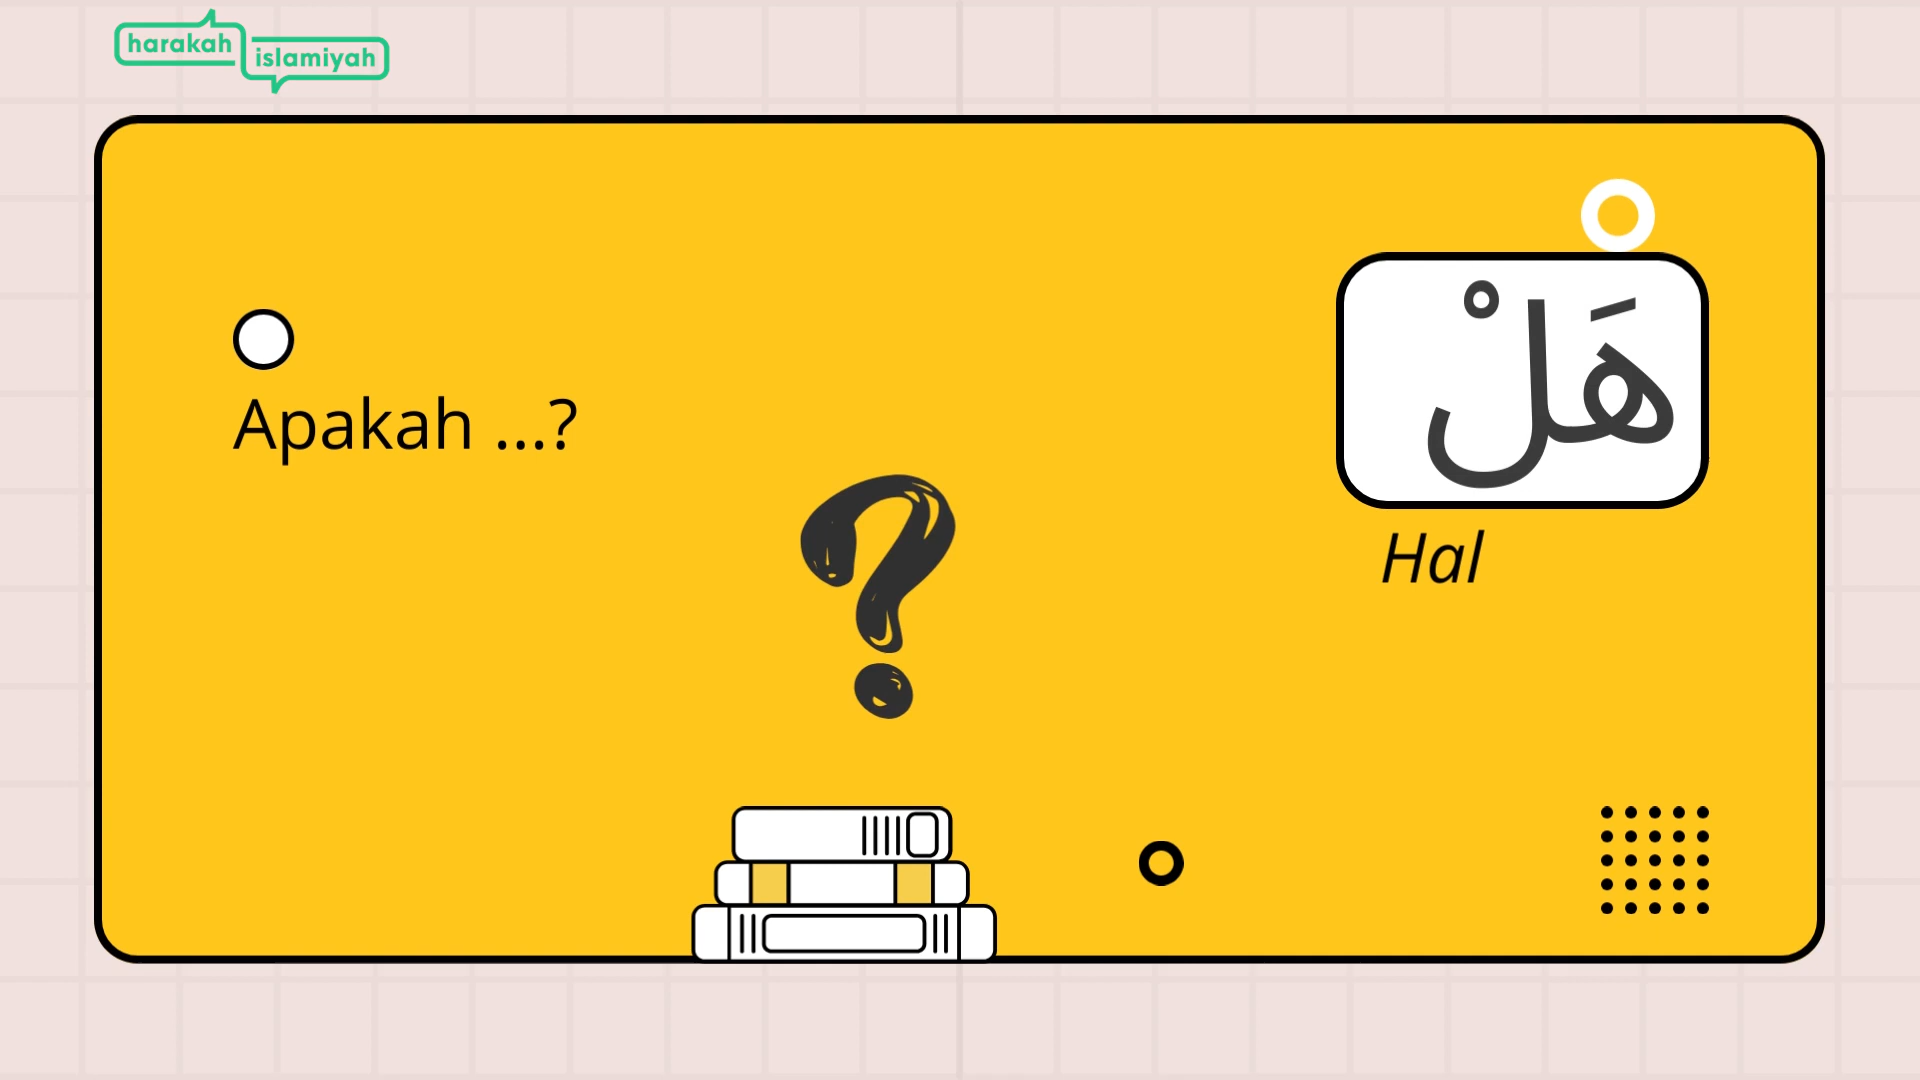 harakah
islamiyah
هَلْ
Apakah ...?
Hal
?